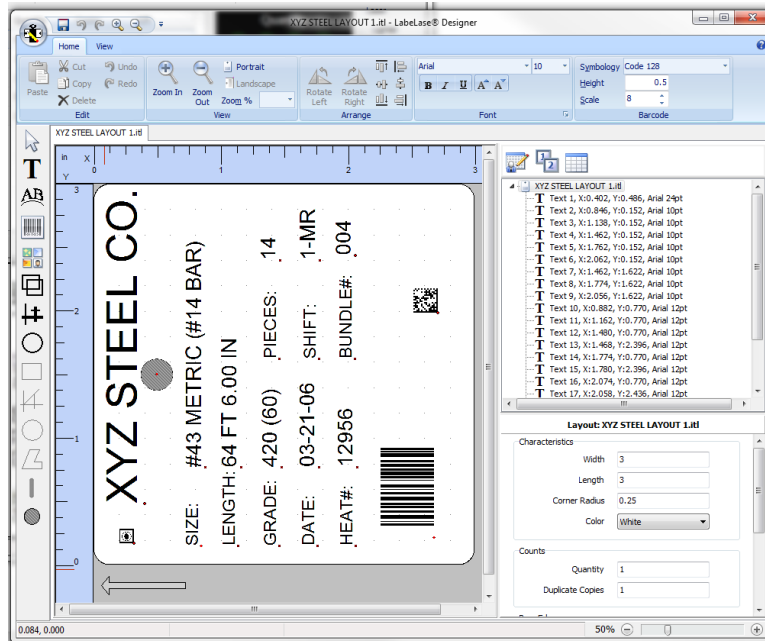 XYZ STEEL LAYOUT 1.itl - LabeLase® Designer
Home View
Paste
Cut
Copy
Delete
Undo
Redo
Edit
Zoom In
Zoom Out
Portrait
Landscape
Zoom %
View
Rotate Left
Rotate Right
Arrange
Arial 10
B I U A A
Font
Symbology Code 128
Height 0.5
Scale 8
Barcode
XYZ STEEL LAYOUT 1.itl
T
AB
in X
Y
0 1 2 3
3
2
1
0
XYZ STEEL CO.
SIZE: #43 METRIC (#14 BAR)
LENGTH: 64 FT 6.00 IN
GRADE: 420 (60) PIECES: 14
DATE: 03-21-06 SHIFT: 1-MR
HEAT#: 12956 BUNDLE#: 004
XYZ STEEL LAYOUT 1.itl
T Text 1, X:0.402, Y:0.486, Arial 24pt
T Text 2, X:0.846, Y:0.152, Arial 10pt
T Text 3, X:1.138, Y:0.152, Arial 10pt
T Text 4, X:1.462, Y:0.152, Arial 10pt
T Text 5, X:1.762, Y:0.152, Arial 10pt
T Text 6, X:2.062, Y:0.152, Arial 10pt
T Text 7, X:1.462, Y:1.622, Arial 10pt
T Text 8, X:1.774, Y:1.622, Arial 10pt
T Text 9, X:2.056, Y:1.622, Arial 10pt
T Text 10, X:0.882, Y:0.770, Arial 12pt
T Text 11, X:1.162, Y:0.770, Arial 12pt
T Text 12, X:1.480, Y:0.770, Arial 12pt
T Text 13, X:1.468, Y:2.396, Arial 12pt
T Text 14, X:1.774, Y:0.770, Arial 12pt
T Text 15, X:1.780, Y:2.396, Arial 12pt
T Text 16, X:2.074, Y:0.770, Arial 12pt
T Text 17, X:2.058, Y:2.436, Arial 12pt
Layout: XYZ STEEL LAYOUT 1.itl
Characteristics
Width 3
Length 3
Corner Radius 0.25
Color White
Counts
Quantity 1
Duplicate Copies 1
0.084, 0.000
50%